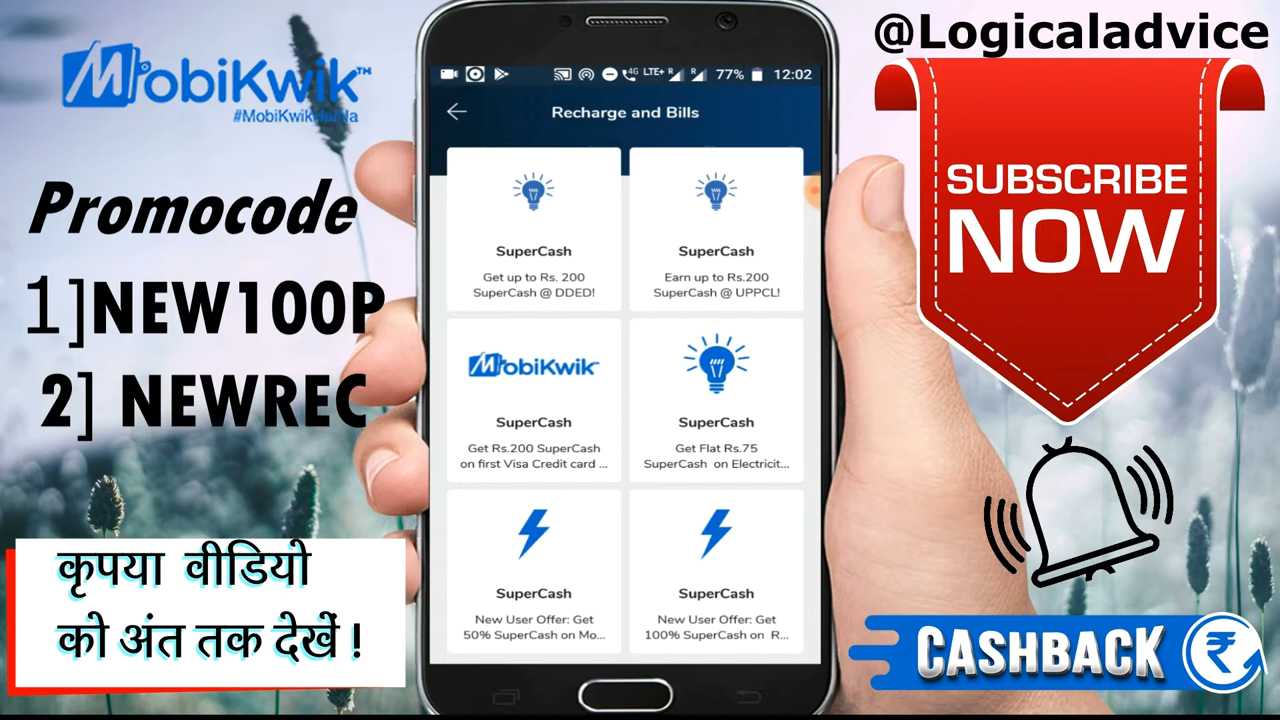 MobiKwik™
#MobiKwik
Promocode
1]NEW100P
2] NEWREC
कृपया वीडियो
को अंत तक देखें !
4G LTE+ R R 77% 12:02
Recharge and Bills
SuperCash
Get up to Rs. 200
SuperCash @ DDED!
SuperCash
Earn up to Rs.200
SuperCash @ UPPCL!
MobiKwik
SuperCash
Get Rs.200 SuperCash
on first Visa Credit card ...
SuperCash
Get Flat Rs.75
SuperCash on Electricit...
SuperCash
New User Offer: Get
50% SuperCash on Mo...
SuperCash
New User Offer: Get
100% SuperCash on R...
@Logicaladvice
SUBSCRIBE
NOW
CASHBACK ₹